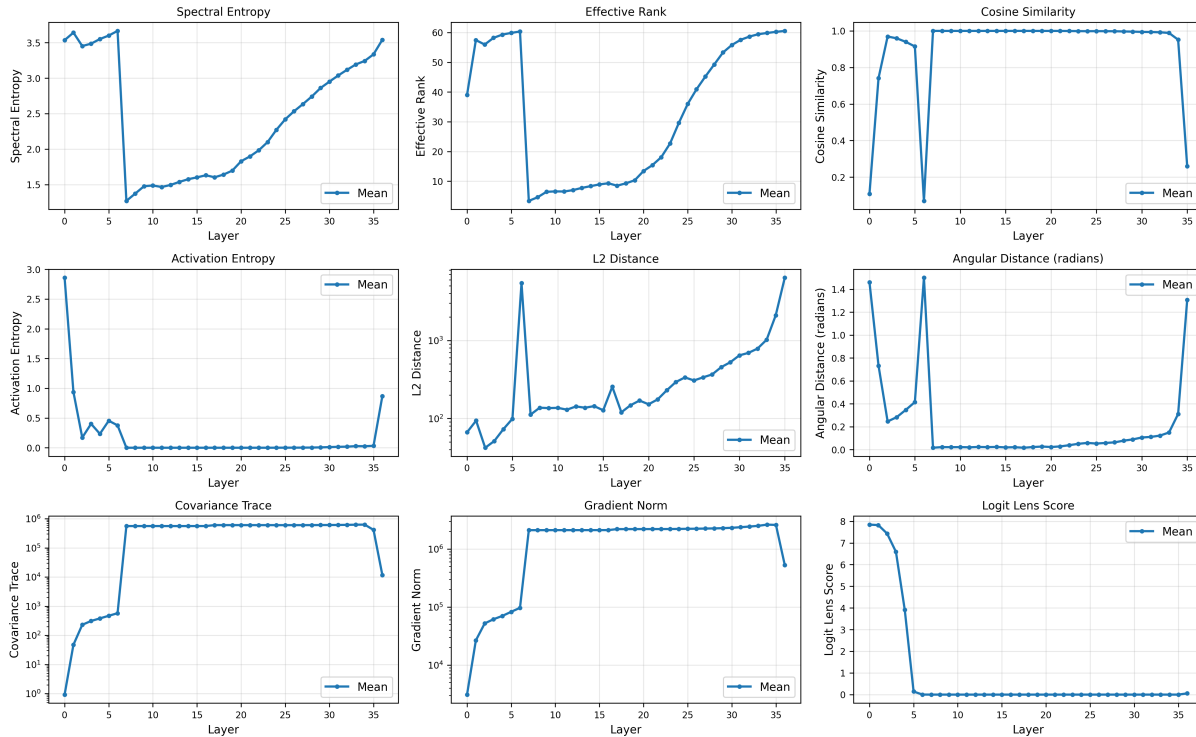 Spectral Entropy
Spectral Entropy
3.5
3.0
2.5
2.0
1.5
0 5 10 15 20 25 30 35
Layer
Mean
Effective Rank
Effective Rank
60
50
40
30
20
10
0 5 10 15 20 25 30 35
Layer
Mean
Cosine Similarity
Cosine Similarity
1.0
0.8
0.6
0.4
0.2
0 5 10 15 20 25 30 35
Layer
Mean
Activation Entropy
Activation Entropy
3.0
2.5
2.0
1.5
1.0
0.5
0.0
0 5 10 15 20 25 30 35
Layer
Mean
L2 Distance
L2 Distance
10³
10²
0 5 10 15 20 25 30 35
Layer
Mean
Angular Distance (radians)
Angular Distance (radians)
1.4
1.2
1.0
0.8
0.6
0.4
0.2
0.0
0 5 10 15 20 25 30 35
Layer
Mean
Covariance Trace
Covariance Trace
10⁶
10⁵
10⁴
10³
10²
10¹
10⁰
0 5 10 15 20 25 30 35
Layer
Mean
Gradient Norm
Gradient Norm
10⁶
10⁵
10⁴
0 5 10 15 20 25 30 35
Layer
Mean
Logit Lens Score
Logit Lens Score
8
7
6
5
4
3
2
1
0
0 5 10 15 20 25 30 35
Layer
Mean